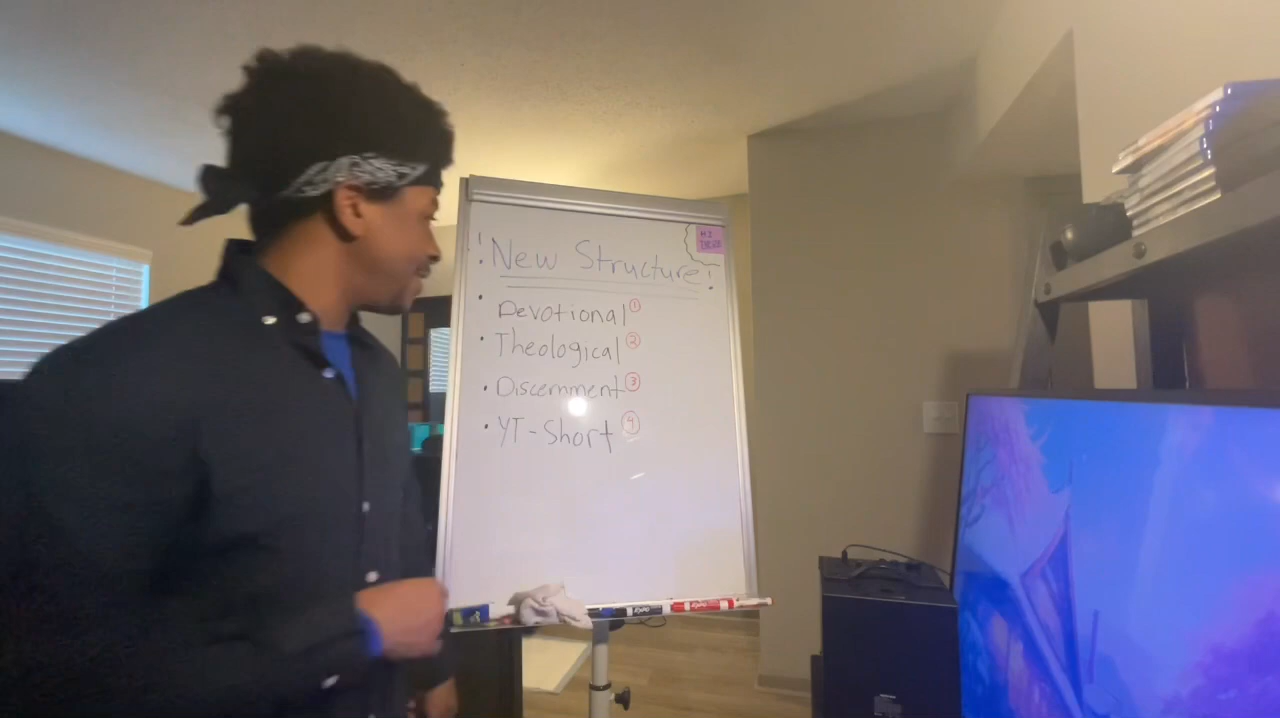 ! New Structure!
• Devotional ①
• Theological ②
• Discernment ③
• YT-Short ④